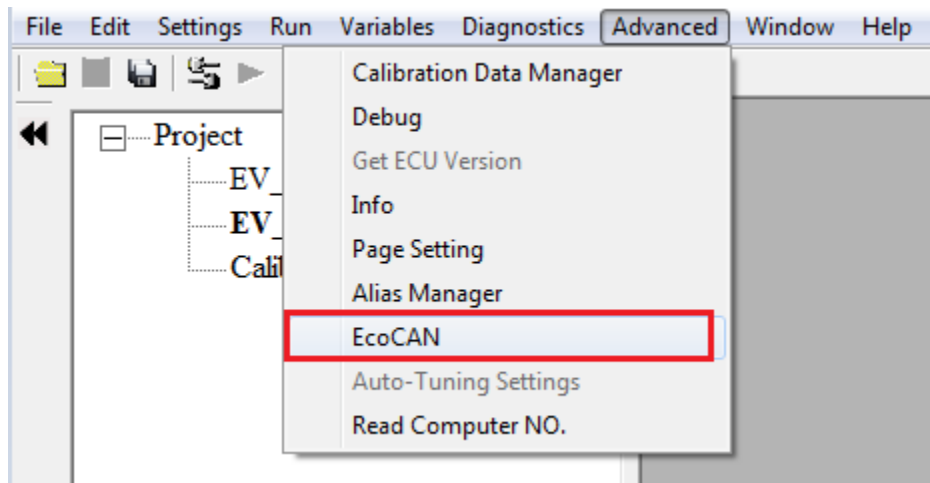 File Edit Settings Run Variables Diagnostics Advanced Window Help
Calibration Data Manager
Debug
Get ECU Version
Info
Page Setting
Alias Manager
EcoCAN
Auto-Tuning Settings
Read Computer NO.
Project
EV_
EV_